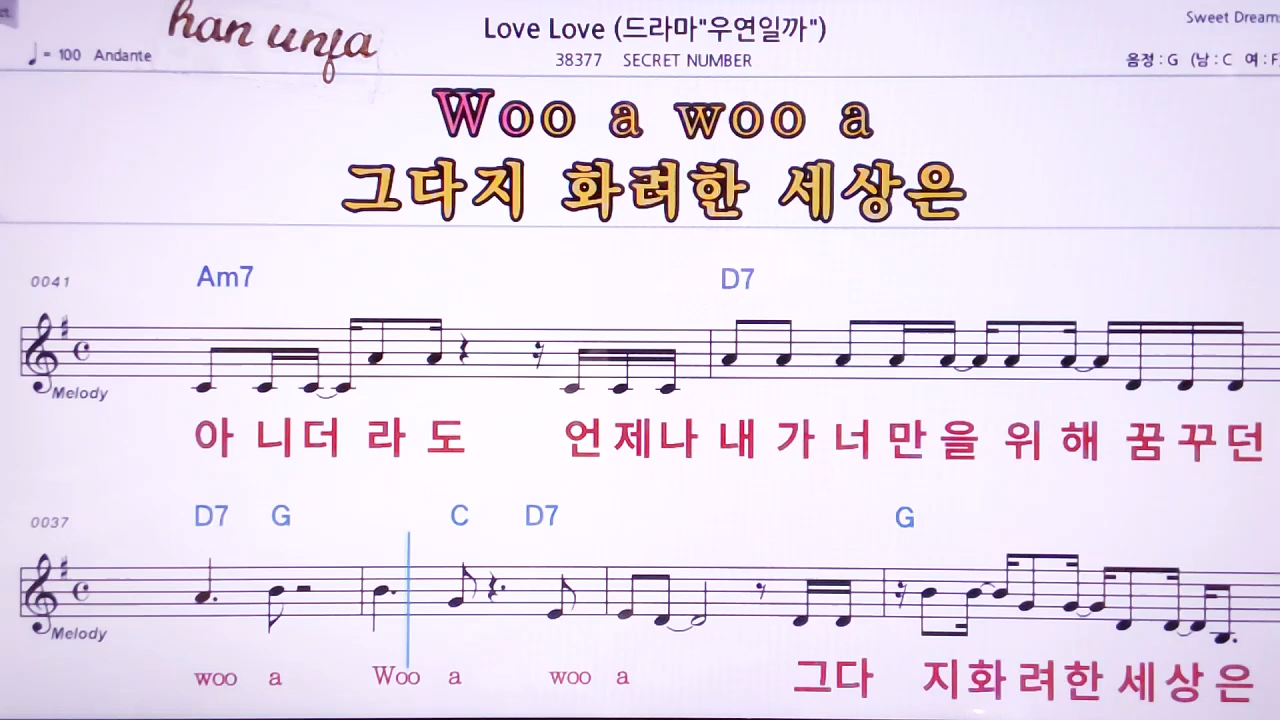 han unja
Love Love (드라마"우연일까")
Sweet Dream
♩= 100 Andante
38377 SECRET NUMBER
음정 : G (남 : C 여 : F
Woo a woo a
그다지 화려한 세상은
0041 Am7 D7
Melody
아 니더 라 도 언제나 내 가 너 만 을 위 해 꿈 꾸던
0037 D7 G C D7 G
Melody
woo a Woo a woo a 그다 지화 려한 세상 은